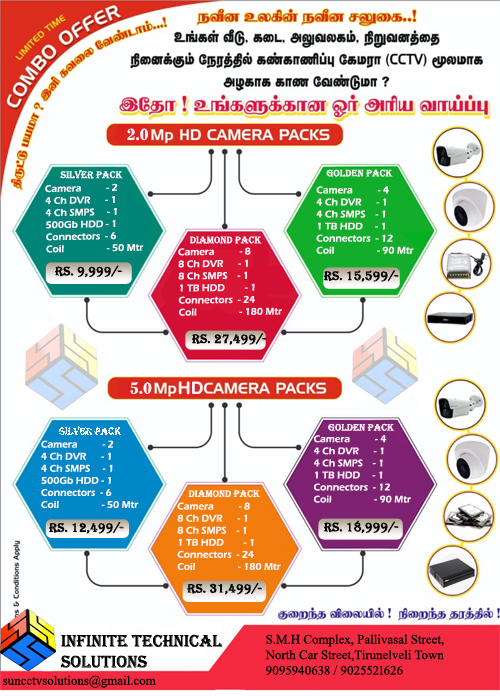 LIMITED TIME
COMBO OFFER
திருட்டு பயமா ? இனி கவலை வேண்டாம்...!
நவீன உலகின் நவீன சலுகை..!
உங்கள் வீடு, கடை, அலுவலகம், நிறுவனத்தை
நினைக்கும் நேரத்தில் கண்காணிப்பு கேமரா (CCTV) மூலமாக
அழகாக காண வேண்டுமா ?
இதோ ! உங்களுக்கான ஓர் அரிய வாய்ப்பு
2.0Mp HD CAMERA PACKS
SILVER PACK
Camera - 2
4 Ch DVR - 1
4 Ch SMPS - 1
500Gb HDD - 1
Connectors - 6
Coil - 50 Mtr
RS. 9,999/-
DIAMOND PACK
Camera - 8
8 Ch DVR - 1
8 Ch SMPS - 1
1 TB HDD - 1
Connectors - 24
Coil - 180 Mtr
RS. 27,499/-
GOLDEN PACK
Camera - 4
4 Ch DVR - 1
4 Ch SMPS - 1
1 TB HDD - 1
Connectors - 12
Coil - 90 Mtr
RS. 15,599/-
5.0MpHDCAMERA PACKS
SILVER PACK
Camera - 2
4 Ch DVR - 1
4 Ch SMPS - 1
500Gb HDD - 1
Connectors - 6
Coil - 50 Mtr
RS. 12,499/-
DIAMOND PACK
Camera - 8
8 Ch DVR - 1
8 Ch SMPS - 1
1 TB HDD - 1
Connectors - 24
Coil - 180 Mtr
RS. 31,499/-
GOLDEN PACK
Camera - 4
4 Ch DVR - 1
4 Ch SMPS - 1
1 TB HDD - 1
Connectors - 12
Coil - 90 Mtr
RS. 18,999/-
& Conditions Apply
குறைந்த விலையில் ! நிறைந்த தரத்தில் !
INFINITE TECHNICAL
SOLUTIONS
suncctvsolutions@gmail.com
S.M.H Complex, Pallivasal Street,
North Car Street,Tirunelveli Town
9095940638 / 9025521626